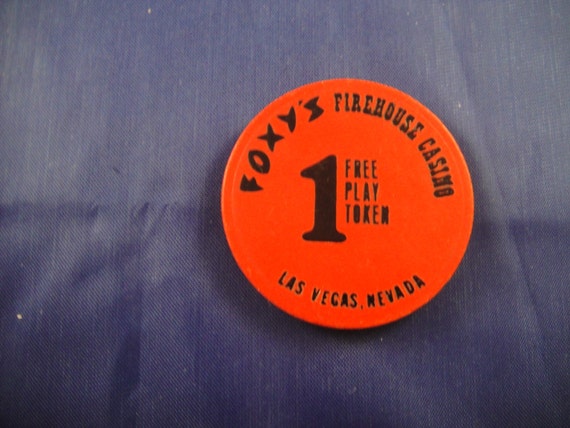 FOXY'S FIREHOUSE CASINO
1
FREE
PLAY
TOKEN
LAS VEGAS, NEVADA